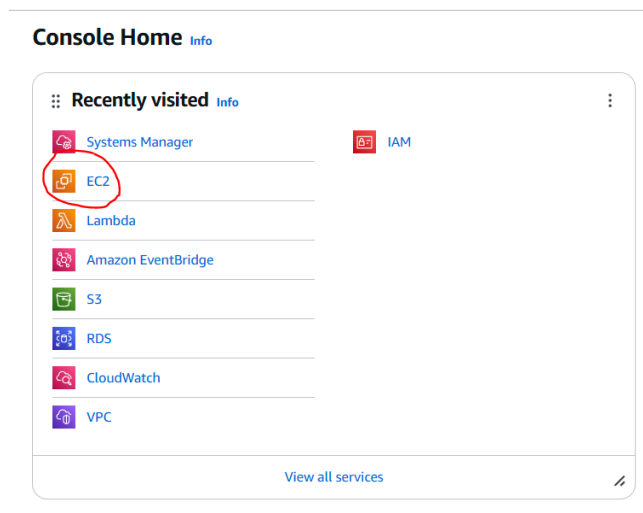 Console Home Info
Recently visited Info
Systems Manager
EC2
Lambda
Amazon EventBridge
S3
RDS
CloudWatch
VPC
IAM
View all services